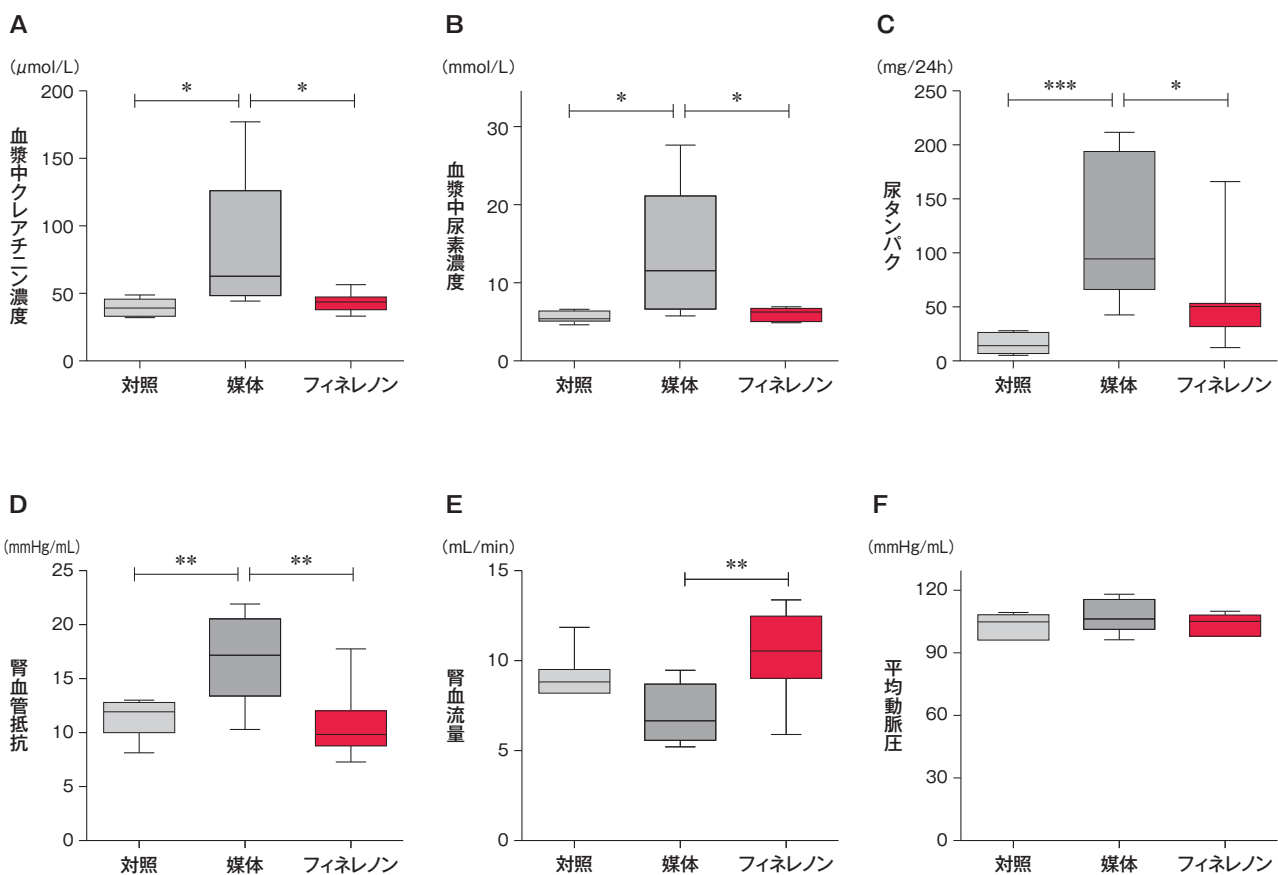 A
(μmol/L)
血漿中クレアチニン濃度
200
150
100
50
0
* *
対照 媒体 フィネレノン
B
(mmol/L)
血漿中尿素濃度
30
20
10
0
* *
対照 媒体 フィネレノン
C
(mg/24h)
尿タンパク
250
200
150
100
50
0
*** *
対照 媒体 フィネレノン
D
(mmHg/mL)
腎血管抵抗
25
20
15
10
5
0
** **
対照 媒体 フィネレノン
E
(mL/min)
腎血流量
15
10
5
0
**
対照 媒体 フィネレノン
F
(mmHg/mL)
平均動脈圧
120
90
60
30
0
対照 媒体 フィネレノン